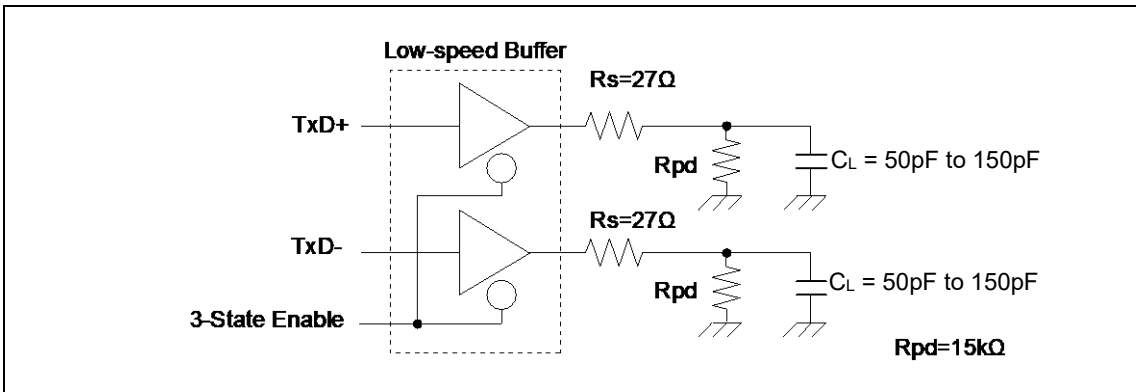 Low-speed Buffer
Rs=27Ω
TxD+
Rpd
CL = 50pF to 150pF
Rs=27Ω
TxD-
Rpd
CL = 50pF to 150pF
3-State Enable
Rpd=15kΩ